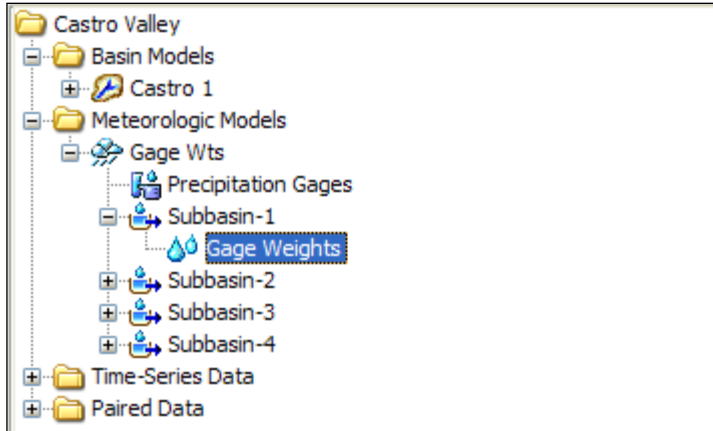 Castro Valley
Basin Models
Castro 1
Meteorologic Models
Gage Wts
Precipitation Gages
Subbasin-1
Gage Weights
Subbasin-2
Subbasin-3
Subbasin-4
Time-Series Data
Paired Data